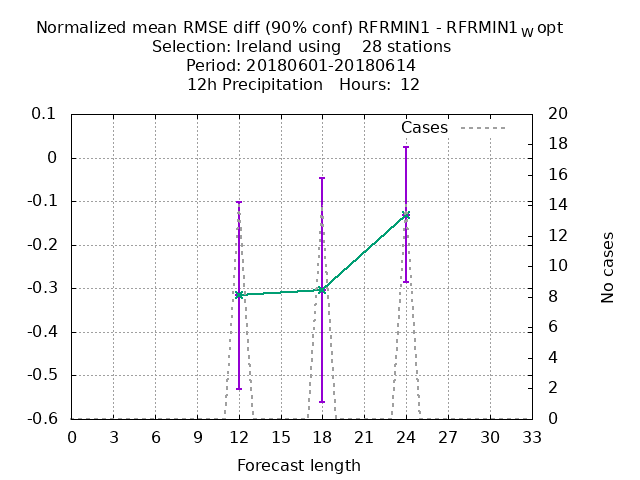 Normalized mean RMSE diff (90% conf) RFRMIN1 - RFRMIN1wopt
Selection: Ireland using 28 stations
Period: 20180601-20180614
12h Precipitation Hours: 12
Cases
0.1
0
-0.1
-0.2
-0.3
-0.4
-0.5
-0.6
20
18
16
14
12
10
8
6
4
2
0
No cases
0 3 6 9 12 15 18 21 24 27 30 33
Forecast length